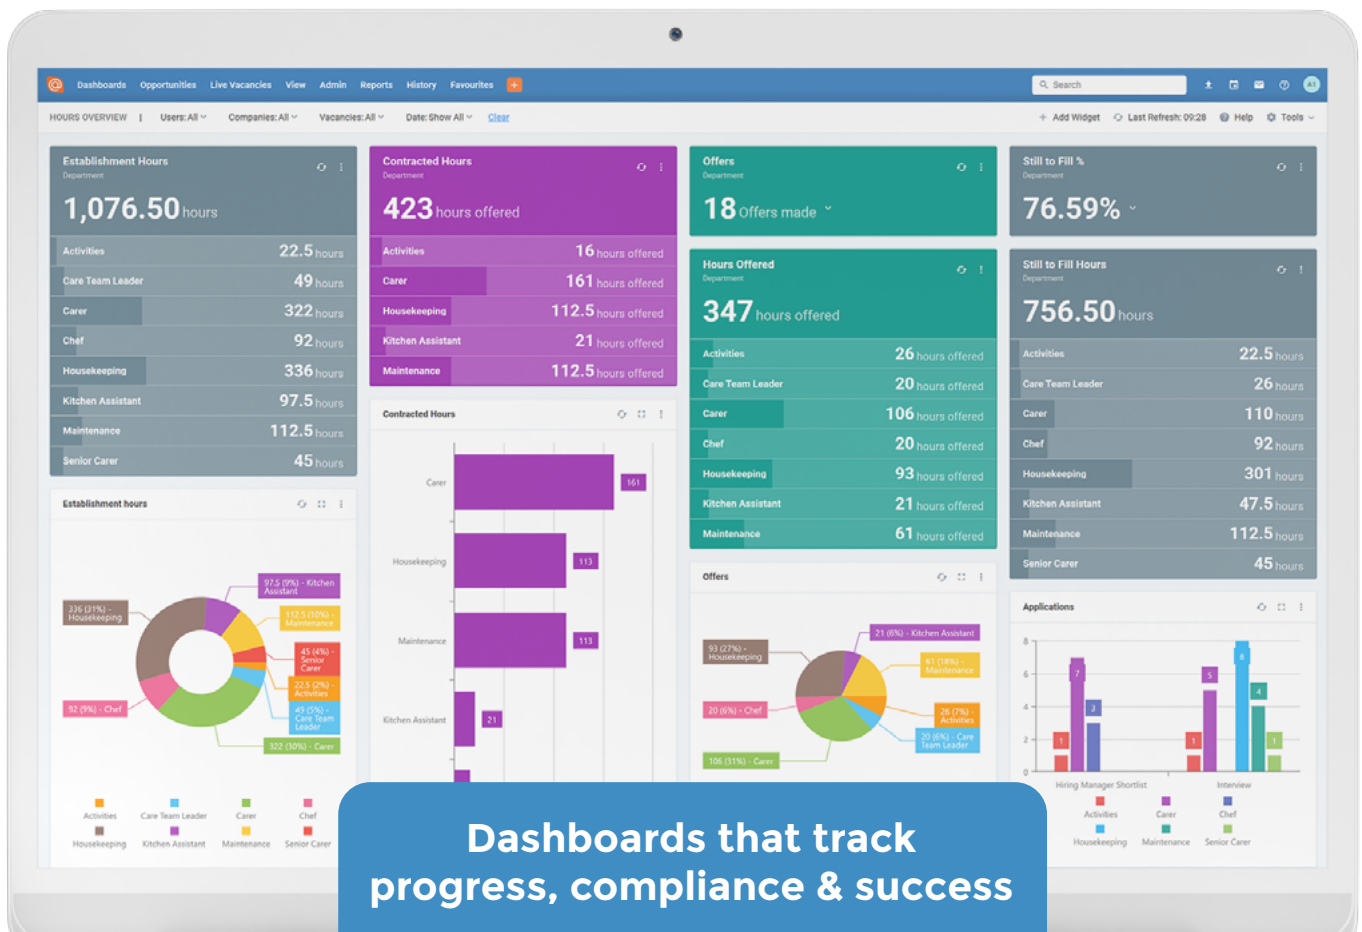 Dashboards Opportunities Live Vacancies View Admin Reports History Favourites +
Search
A1
HOURS OVERVIEW Users: All Companies: All Vacancies: All Date: Show All Clear
+ Add Widget Last Refresh: 09:28 Help Tools
Establishment Hours
Department
1,076.50 hours
Activities 22.5 hours
Care Team Leader 49 hours
Carer 322 hours
Chef 92 hours
Housekeeping 336 hours
Kitchen Assistant 97.5 hours
Maintenance 112.5 hours
Senior Carer 45 hours
Establishment hours
97.5 (9%) - Kitchen
Assistant
336 (31%) -
Housekeeping
112.5 (10%) -
Maintenance
45 (4%) -
Senior
Carer
22.5 (2%) -
Activities
92 (9%) - Chef
49 (5%) -
Care Team
Leader
322 (30%) - Carer
Activities Care Team Leader Carer Chef
Housekeeping Kitchen Assistant Maintenance Senior Carer
Contracted Hours
Department
423 hours offered
Activities 16 hours offered
Carer 161 hours offered
Housekeeping 112.5 hours offered
Kitchen Assistant 21 hours offered
Maintenance 112.5 hours offered
Contracted Hours
Carer 161
Housekeeping 113
Maintenance 113
Kitchen Assistant 21
Offers
Department
18 Offers made
Hours Offered
Department
347 hours offered
Activities 26 hours offered
Care Team Leader 20 hours offered
Carer 106 hours offered
Chef 20 hours offered
Housekeeping 93 hours offered
Kitchen Assistant 21 hours offered
Maintenance 61 hours offered
Offers
21 (6%) - Kitchen Assistant
93 (27%) -
Housekeeping
61 (18%) -
Maintenance
20 (6%) - Chef
26 (7%) -
Activities
20 (6%) - Care
Team Leader
106 (31%) - Carer
Still to Fill %
Department
76.59%
Still to Fill Hours
Department
756.50 hours
Activities 22.5 hours
Care Team Leader 26 hours
Carer 110 hours
Chef 92 hours
Housekeeping 301 hours
Kitchen Assistant 47.5 hours
Maintenance 112.5 hours
Senior Carer 45 hours
Applications
8
6
4
2
0
1 7 3 1 5 8 4 1
Hiring Manager Shortlist Interview
Activities Carer Chef
Housekeeping Maintenance Senior Carer
Dashboards that track
progress, compliance & success